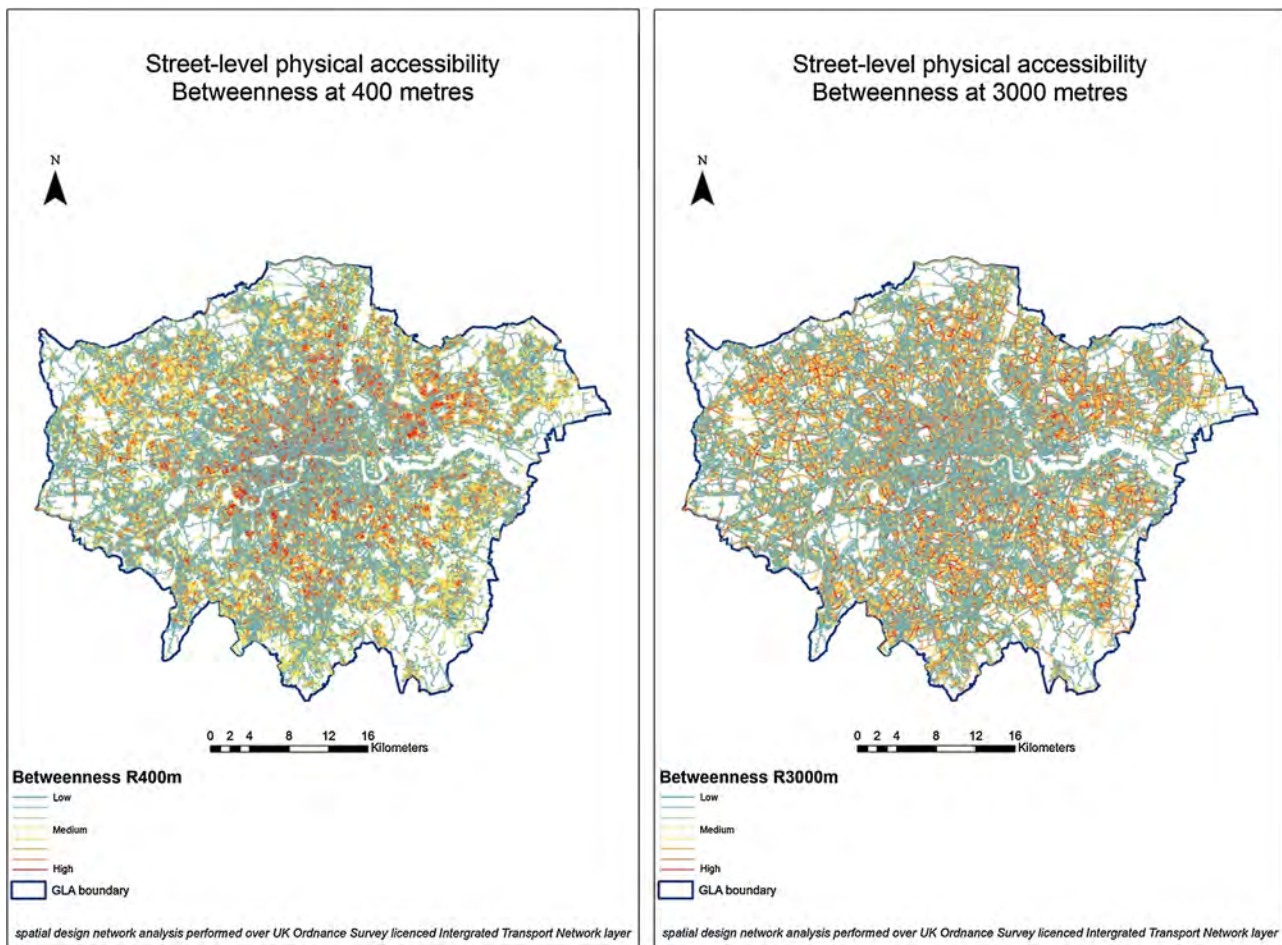 Street-level physical accessibility
Betweenness at 400 metres
N
0 2 4 8 12 16
Kilometers
Betweenness R400m
Low
Medium
High
GLA boundary
spatial design network analysis performed over UK Ordnance Survey licenced Intergrated Transport Network layer
Street-level physical accessibility
Betweenness at 3000 metres
N
0 2 4 8 12 16
Kilometers
Betweenness R3000m
Low
Medium
High
GLA boundary
spatial design network analysis performed over UK Ordnance Survey licenced Intergrated Transport Network layer